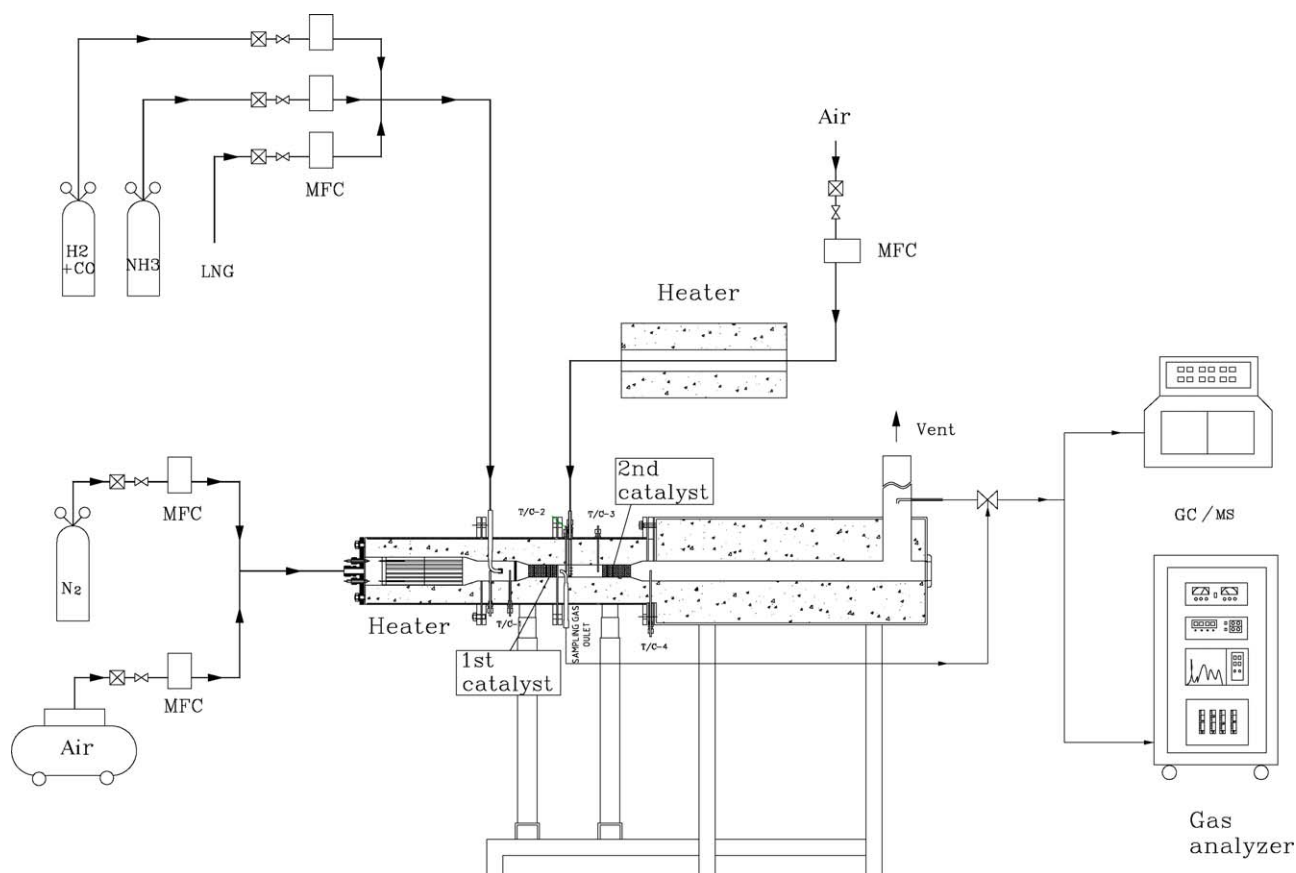 Air
MFC
H2
+CO
NH3
LNG
MFC
Heater
Vent
2nd
catalyst
T/C-2
T/C-3
MFC
N2
GC/MS
Heater
T/C-1
SAMPLING GAS
OULET
T/C-4
1st
catalyst
MFC
Air
Gas
analyzer